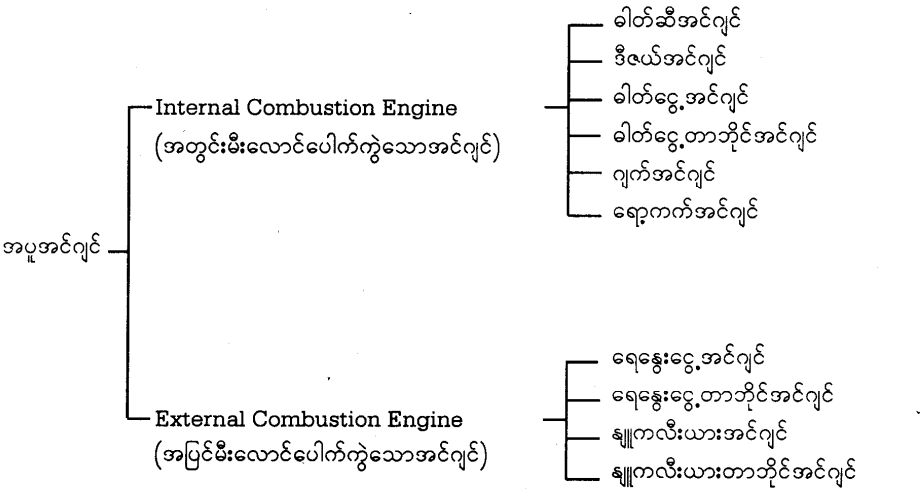 ဓါတ်ဆီအင်ဂျင်
ဒီဇယ်အင်ဂျင်
Internal Combustion Engine
ဓါတ်ငွေ့အင်ဂျင်
(အတွင်းမီးလောင်ပေါက်ကွဲသောအင်ဂျင်)
ဓါတ်ငွေ့တာဘိုင်အင်ဂျင်
ဂျက်အင်ဂျင်
ရော့ကက်အင်ဂျင်
အပူအင်ဂျင်
ရေနွေးငွေ့အင်ဂျင်
ရေနွေးငွေ့တာဘိုင်အင်ဂျင်
External Combustion Engine
(အပြင်မီးလောင်ပေါက်ကွဲသောအင်ဂျင်)
နျူကလီးယားအင်ဂျင်
နျူကလီးယားတာဘိုင်အင်ဂျင်